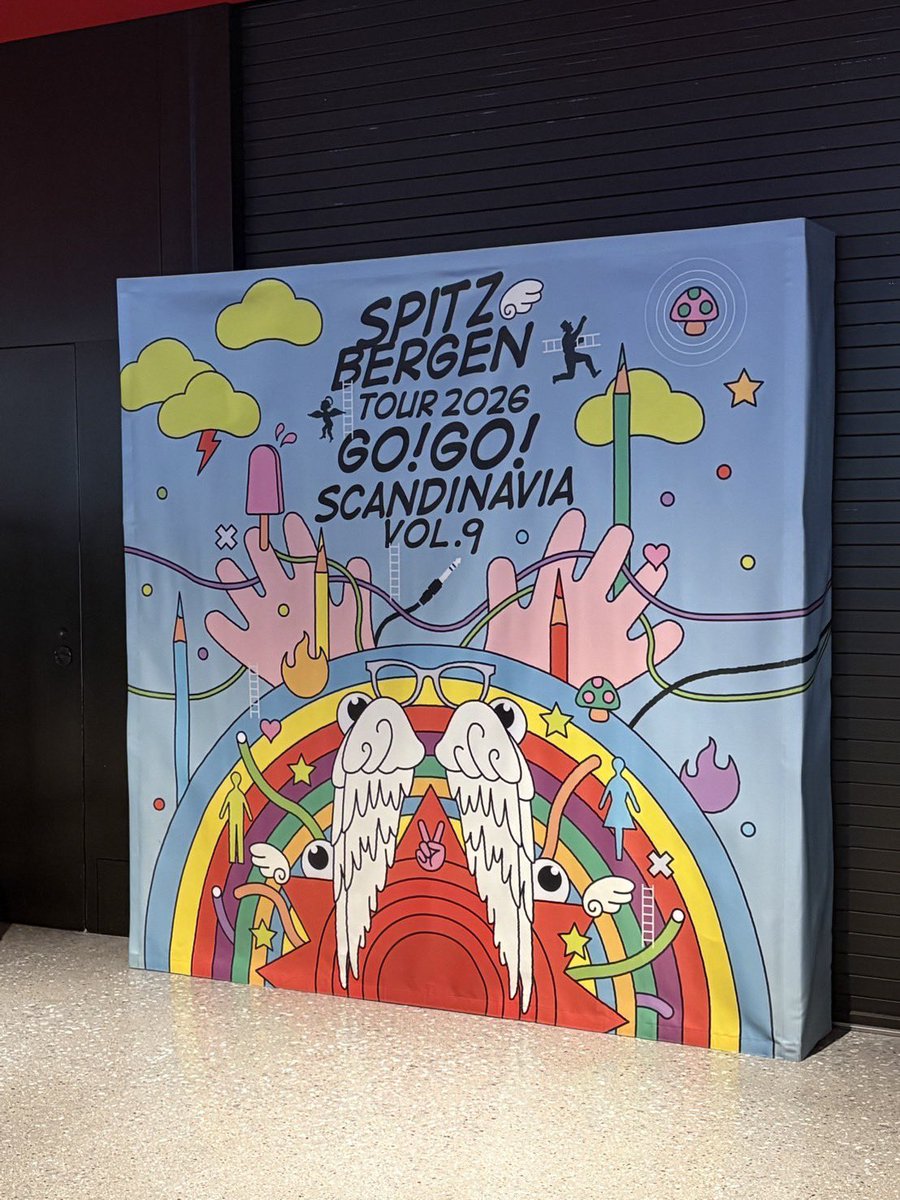 SPITZ
BERGEN
TOUR 2026
GO!GO!
SCANDINAVIA
VOL.9